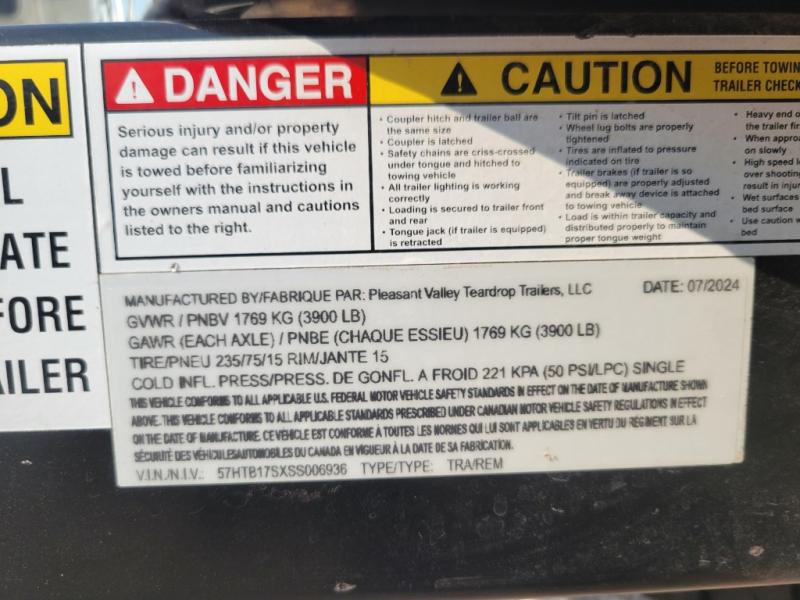 ON
L
ATE
FORE
AILER
DANGER
Serious injury and/or property
damage can result if this vehicle
is towed before familiarizing
yourself with the instructions in
the owners manual and cautions
listed to the right.
CAUTION
BEFORE TOWIN
TRAILER CHECK
• Coupler hitch and trailer ball are
the same size
• Coupler is latched
• Safety chains are criss-crossed
under tongue and hitched to
towing vehicle
• All trailer lighting is working
correctly
• Loading is secured to trailer front
and rear
• Tongue jack (if trailer is equipped)
is retracted
• Tilt pin is latched
• Wheel lug bolts are properly
tightened
• Tires are inflated to pressure
indicated on tire
• Trailer brakes (if trailer is so
equipped) are properly adjusted
and break away device is attached
to towing vehicle
• Load is within trailer capacity and
distributed properly to maintain
proper tongue weight
• Heavy end o
the trailer fir
• When appro
on slowly
• High speed
over shootin
result in injur
• Wet surfaces
bed surface
• Use caution
bed
MANUFACTURED BY/FABRIQUE PAR: Pleasant Valley Teardrop Trailers, LLC DATE: 07/2024
GVWR / PNBV 1769 KG (3900 LB)
GAWR (EACH AXLE) / PNBE (CHAQUE ESSIEU) 1769 KG (3900 LB)
TIRE/PNEU 235/75/15 RIM/JANTE 15
COLD INFL. PRESS/PRESS. DE GONFL. A FROID 221 KPA (50 PSI/LPC) SINGLE
THIS VEHICLE CONFORMS TO ALL APPLICABLE U.S. FEDERAL MOTOR VEHICLE SAFETY STANDARDS IN EFFECT ON THE DATE OF MANUFACTURE SHOWN
ABOVE. THIS VEHICLE CONFORMS TO ALL APPLICABLE STANDARDS PRESCRIBED UNDER CANADIAN MOTOR VEHICLE SAFETY REGULATIONS IN EFFECT
ON THE DATE OF MANUFACTURE. CE VEHICLE EST CONFORME À TOUTES LES NORMES QUI LUI SONT APPLICABLES EN VERTU DU RÈGIMENT SUR LA
SÉCURITÉ DES VÉHICLES AUTOMOBILES DU CANADA EN VIGUEUR À LA DATE DE SA FABRICATION.
V.I.N./N.I.V.: 57HTB17SXSS006936 TYPE/TYPE: TRA/REM